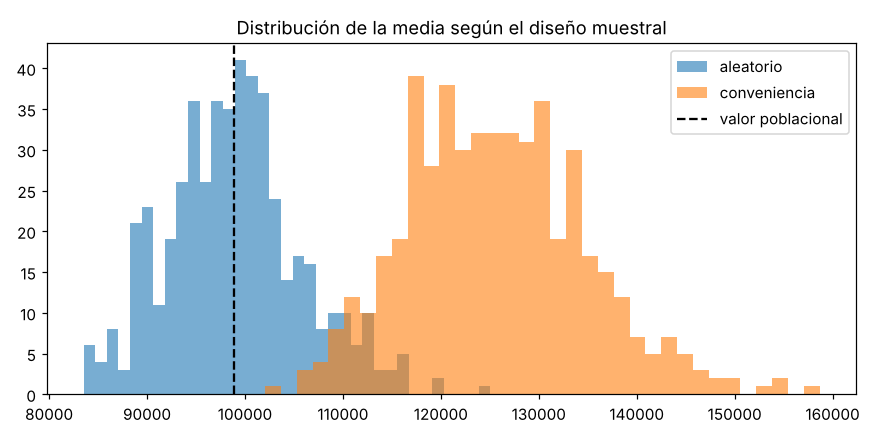 Distribución de la media según el diseño muestral
aleatorio
conveniencia
valor poblacional
40
35
30
25
20
15
10
5
0
80000 90000 100000 110000 120000 130000 140000 150000 160000